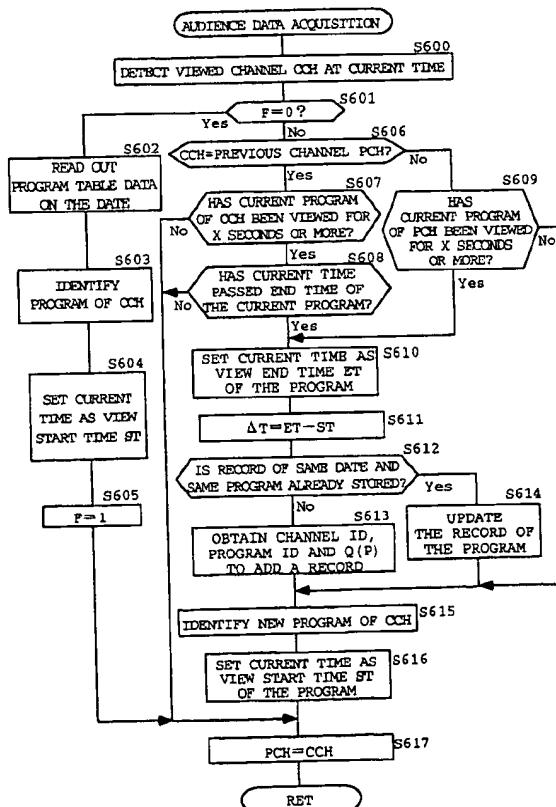 AUDIENCE DATA ACQUISITION
S600
DETECT VIEWED CHANNEL CCH AT CURRENT TIME
S601
F=0?
Yes
No
S602
READ OUT
PROGRAM TABLE DATA
ON THE DATE
S606
CCH=PREVIOUS CHANNEL PCH?
No
Yes
S607
HAS CURRENT PROGRAM
OF CCH BEEN VIEWED FOR
X SECONDS OR MORE?
No
Yes
S609
HAS
CURRENT PROGRAM
OF PCH BEEN VIEWED
FOR X SECONDS
OR MORE?
No
Yes
S603
IDENTIFY
PROGRAM OF CCH
S608
HAS CURRENT TIME
PASSED END TIME OF
THE CURRENT PROGRAM?
No
Yes
S604
SET CURRENT
TIME AS VIEW
START TIME ST
S610
SET CURRENT TIME AS
VIEW END TIME ET
OF THE PROGRAM
S611
ΔT=ET-ST
S605
F=1
S612
IS RECORD OF SAME DATE AND
SAME PROGRAM ALREADY STORED?
Yes
No
S613
OBTAIN CHANNEL ID,
PROGRAM ID AND Q(P)
TO ADD A RECORD
S614
UPDATE
THE RECORD OF
THE PROGRAM
S615
IDENTIFY NEW PROGRAM OF CCH
S616
SET CURRENT TIME AS
VIEW START TIME ST
OF THE PROGRAM
S617
PCH=CCH
RET